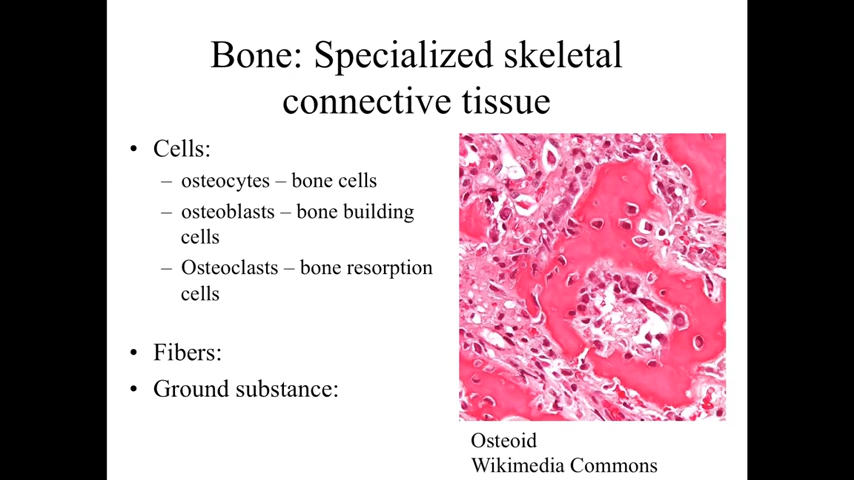 Bone: Specialized skeletal
connective tissue
• Cells:
– osteocytes – bone cells
– osteoblasts – bone building
cells
– Osteoclasts – bone resorption
cells
• Fibers:
• Ground substance:
Osteoid
Wikimedia Commons